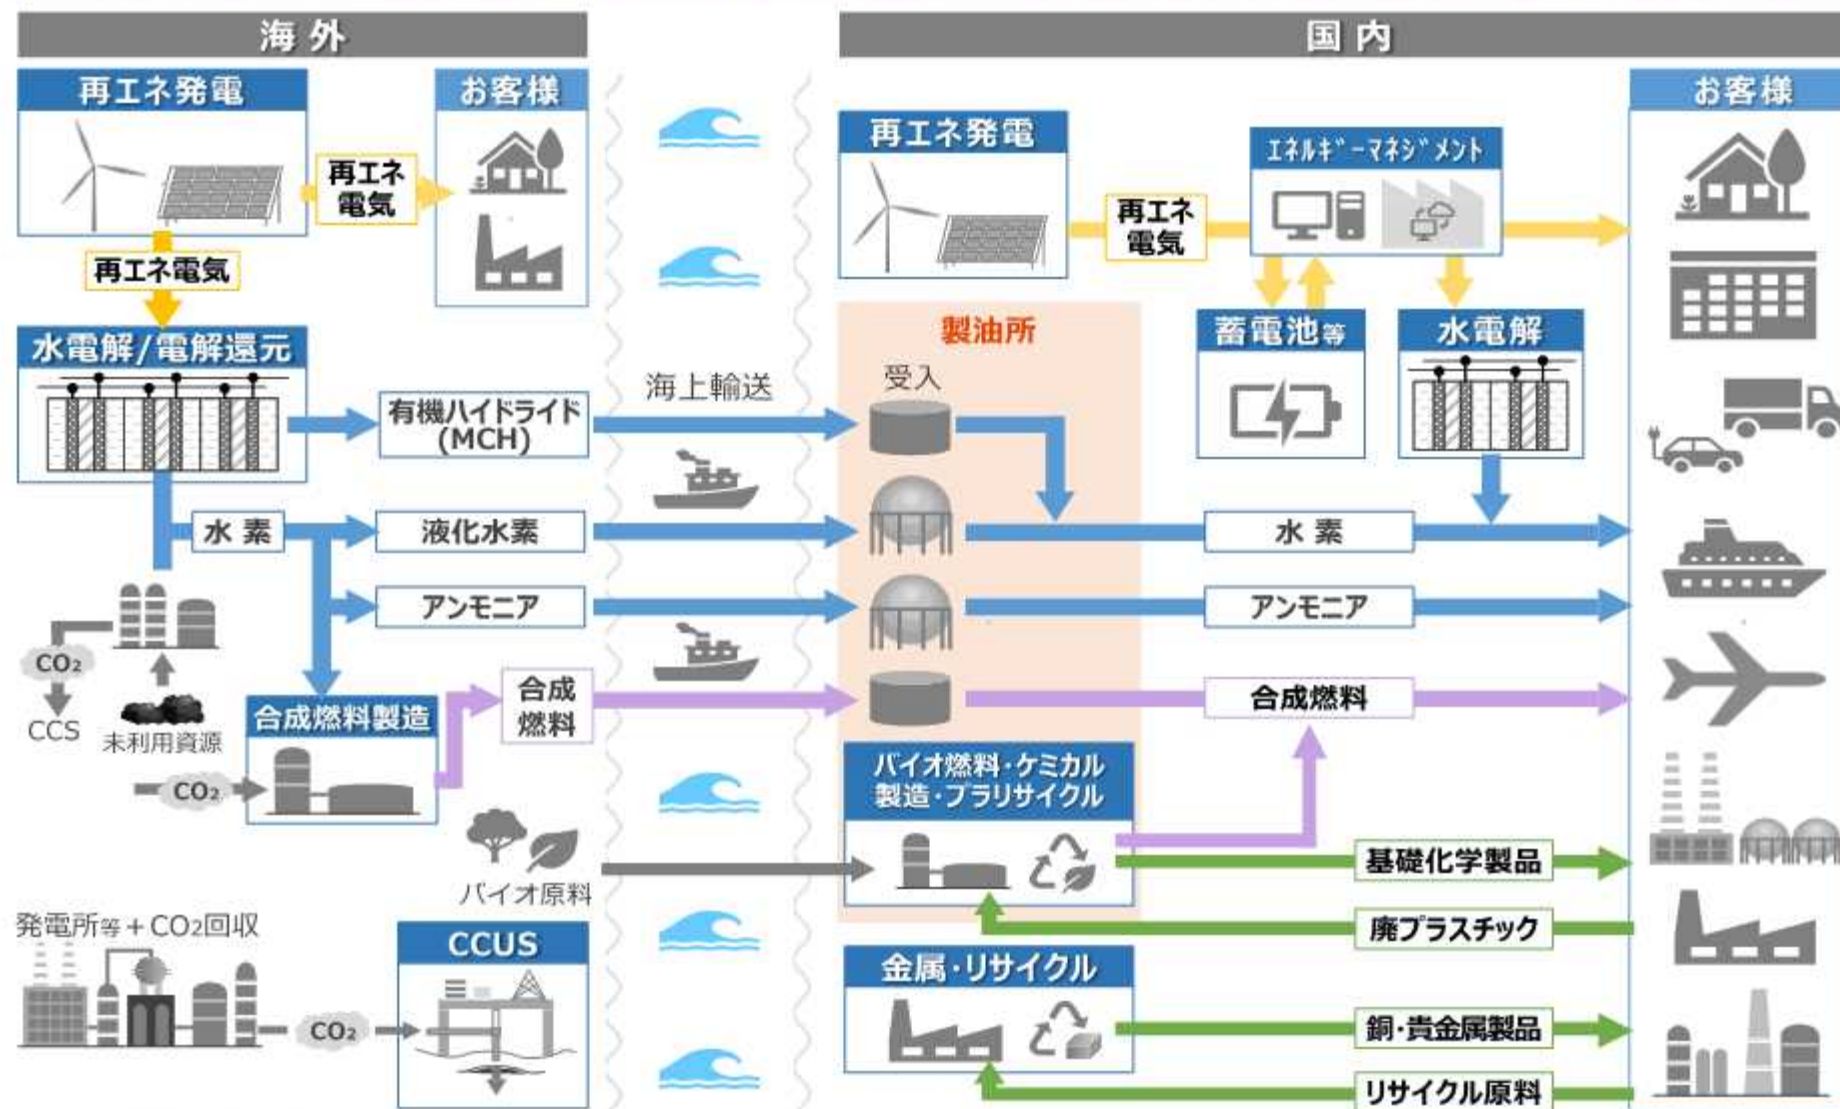 海外
国内
再エネ発電
お客様
再エネ
電気
再エネ電気
水電解/電解還元
有機ハイドライド
(MCH)
水素
液化水素
アンモニア
CO2
CCS
未利用資源
合成燃料製造
CO2
合成
燃料
バイオ原料
発電所等+CO2回収
CO2
CCUS
海上輸送
再エネ発電
再エネ
電気
エネルギーマネジメント
お客様
製油所
受入
蓄電池等
水電解
水素
アンモニア
合成燃料
バイオ燃料・ケミカル
製造・プラリサイクル
基礎化学製品
廃プラスチック
金属・リサイクル
銅・貴金属製品
リサイクル原料